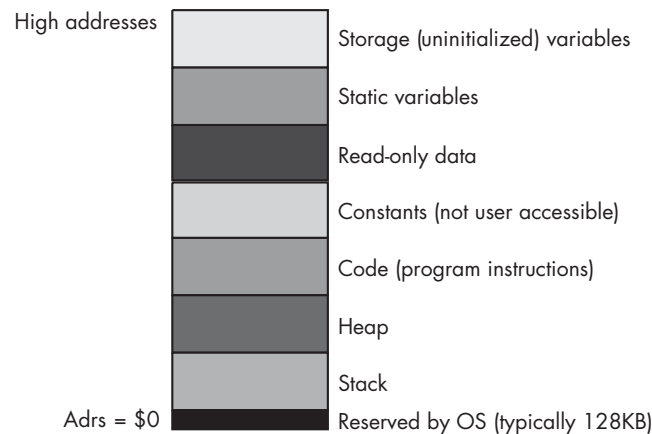 High addresses
Storage (uninitialized) variables
Static variables
Read-only data
Constants (not user accessible)
Code (program instructions)
Heap
Stack
Adrs = $0
Reserved by OS (typically 128KB)